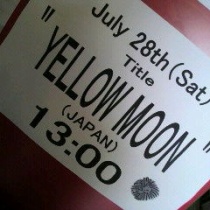 July 28th(Sat)
Title
"YELLOW MOON"
(JAPAN)
13:00